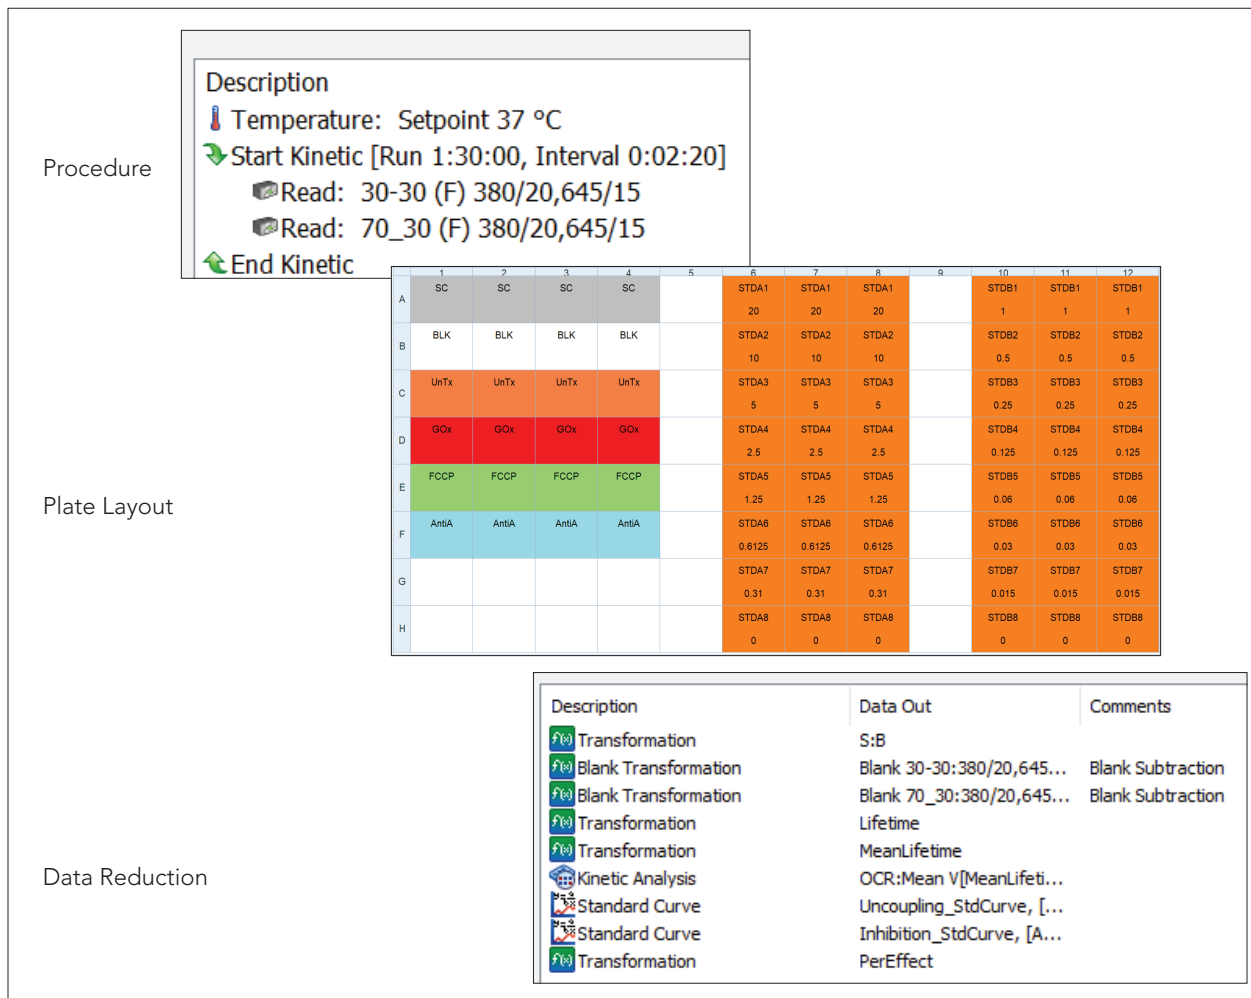 Procedure
Description
Temperature: Setpoint 37 °C
Start Kinetic [Run 1:30:00, Interval 0:02:20]
Read: 30-30 (F) 380/20,645/15
Read: 70_30 (F) 380/20,645/15
End Kinetic
Plate Layout
1 2 3 4 5 6 7 8 9 10 11 12
A SC SC SC SC STDA1 STDA1 STDA1 STDB1 STDB1 STDB1
20 20 20 1 1 1
B BLK BLK BLK BLK STDA2 STDA2 STDA2 STDB2 STDB2 STDB2
10 10 10 0.5 0.5 0.5
C UnTx UnTx UnTx UnTx STDA3 STDA3 STDA3 STDB3 STDB3 STDB3
5 5 5 0.25 0.25 0.25
D GOx GOx GOx GOx STDA4 STDA4 STDA4 STDB4 STDB4 STDB4
2.5 2.5 2.5 0.125 0.125 0.125
E FCCP FCCP FCCP FCCP STDA5 STDA5 STDA5 STDB5 STDB5 STDB5
1.25 1.25 1.25 0.06 0.06 0.06
F AntiA AntiA AntiA AntiA STDA6 STDA6 STDA6 STDB6 STDB6 STDB6
0.6125 0.6125 0.6125 0.03 0.03 0.03
G STDA7 STDA7 STDA7 STDB7 STDB7 STDB7
0.31 0.31 0.31 0.015 0.015 0.015
H STDA8 STDA8 STDA8 STDB8 STDB8 STDB8
0 0 0 0 0 0
Data Reduction
Description Data Out Comments
Transformation S:B
Blank Transformation Blank 30-30:380/20,645... Blank Subtraction
Blank Transformation Blank 70_30:380/20,645... Blank Subtraction
Transformation Lifetime
Transformation MeanLifetime
Kinetic Analysis OCR:Mean V[MeanLifeti...
Standard Curve Uncoupling_StdCurve, [...
Standard Curve Inhibition_StdCurve, [A...
Transformation PerEffect